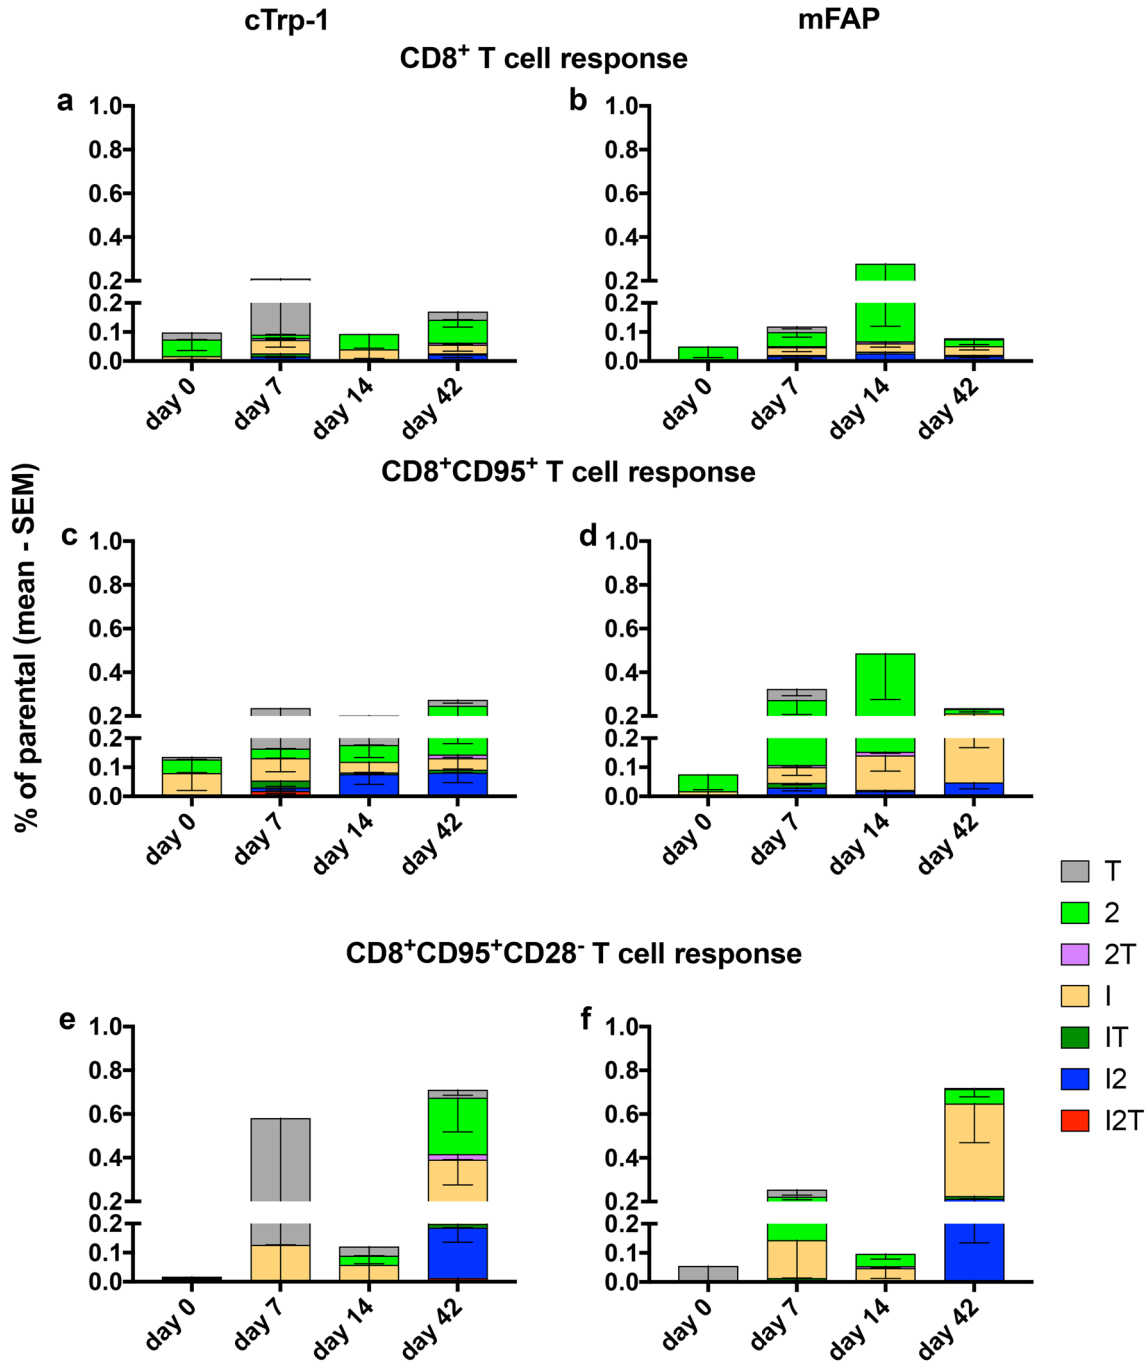 cTrp-1 mFAP
CD8⁺ T cell response
a b
1.0 1.0
0.8 0.8
0.6 0.6
0.4 0.4
0.2 0.2
0.2 0.2
0.1 0.1
0.0 0.0
day 0 day 7 day 14 day 42 day 0 day 7 day 14 day 42
% of parental (mean - SEM)
CD8⁺CD95⁺ T cell response
c d
1.0 1.0
0.8 0.8
0.6 0.6
0.4 0.4
0.2 0.2
0.2 0.2
0.1 0.1
0.0 0.0
day 0 day 7 day 14 day 42 day 0 day 7 day 14 day 42
T
2
2T
I
IT
I2
I2T
CD8⁺CD95⁺CD28⁻ T cell response
e f
1.0 1.0
0.8 0.8
0.6 0.6
0.4 0.4
0.2 0.2
0.2 0.2
0.1 0.1
0.0 0.0
day 0 day 7 day 14 day 42 day 0 day 7 day 14 day 42